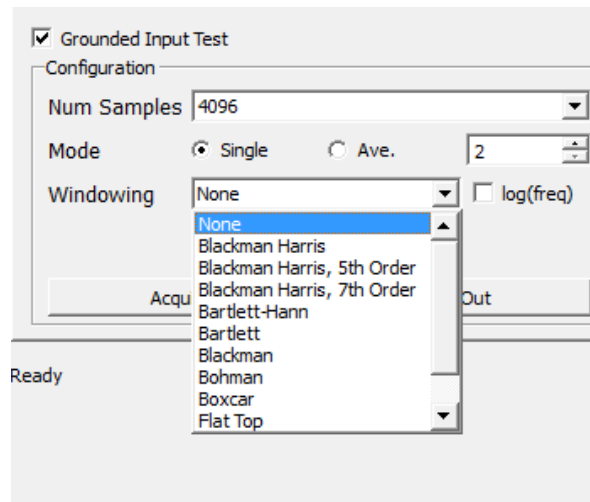 Grounded Input Test
Configuration
Num Samples 4096
Mode Single Ave. 2
Windowing None log(freq)
None
Blackman Harris
Blackman Harris, 5th Order
Blackman Harris, 7th Order
Acqu Out
Bartlett-Hann
Bartlett
Blackman
Ready
Bohman
Boxcar
Flat Top